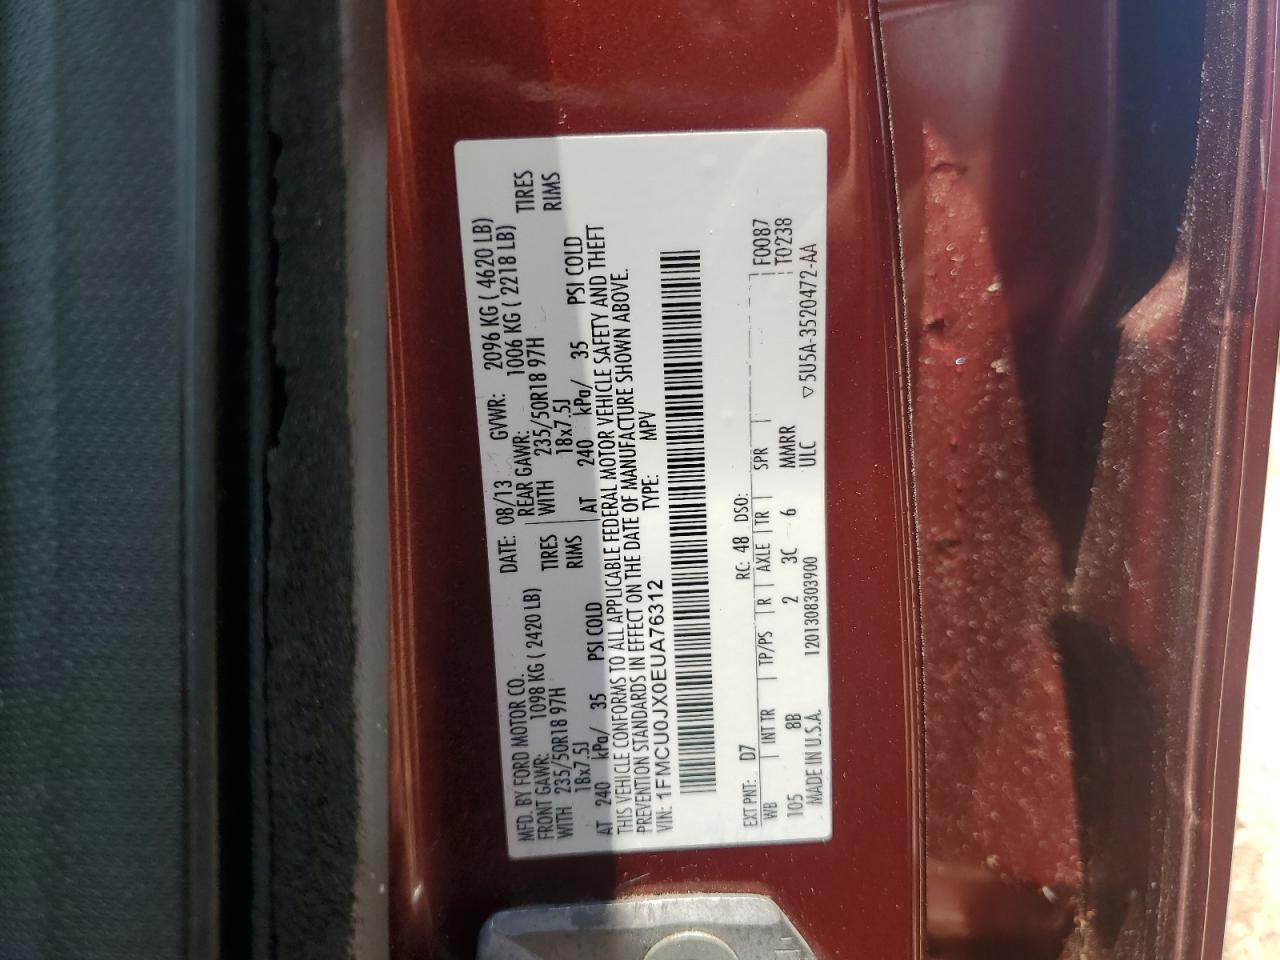 MFD. BY FORD MOTOR CO.
DATE: 08/13 GVWR: 2096 KG ( 4620 LB)
FRONT GAWR: 1098 KG ( 2420 LB)
REAR GAWR: 1006 KG ( 2218 LB)
WITH 235/50R18 97H TIRES
WITH 235/50R18 97H TIRES
18x7.5J RIMS
18x7.5J RIMS
AT 240 kPa/ 35 PSI COLD
AT 240 kPa/ 35 PSI COLD
THIS VEHICLE CONFORMS TO ALL APPLICABLE FEDERAL MOTOR VEHICLE SAFETY AND THEFT
PREVENTION STANDARDS IN EFFECT ON THE DATE OF MANUFACTURE SHOWN ABOVE.
VIN: 1FMCU0JX0EUA76312 TYPE: MPV
EXT PNT: D7 RC: 48 DSO: F0087
WB INT TR TP/PS R AXLE TR SPR T0238
105 8B 2 3C 6 MMRR
MADE IN U.S.A. 1201308303900 ULC ▽5U5A-3520472-AA